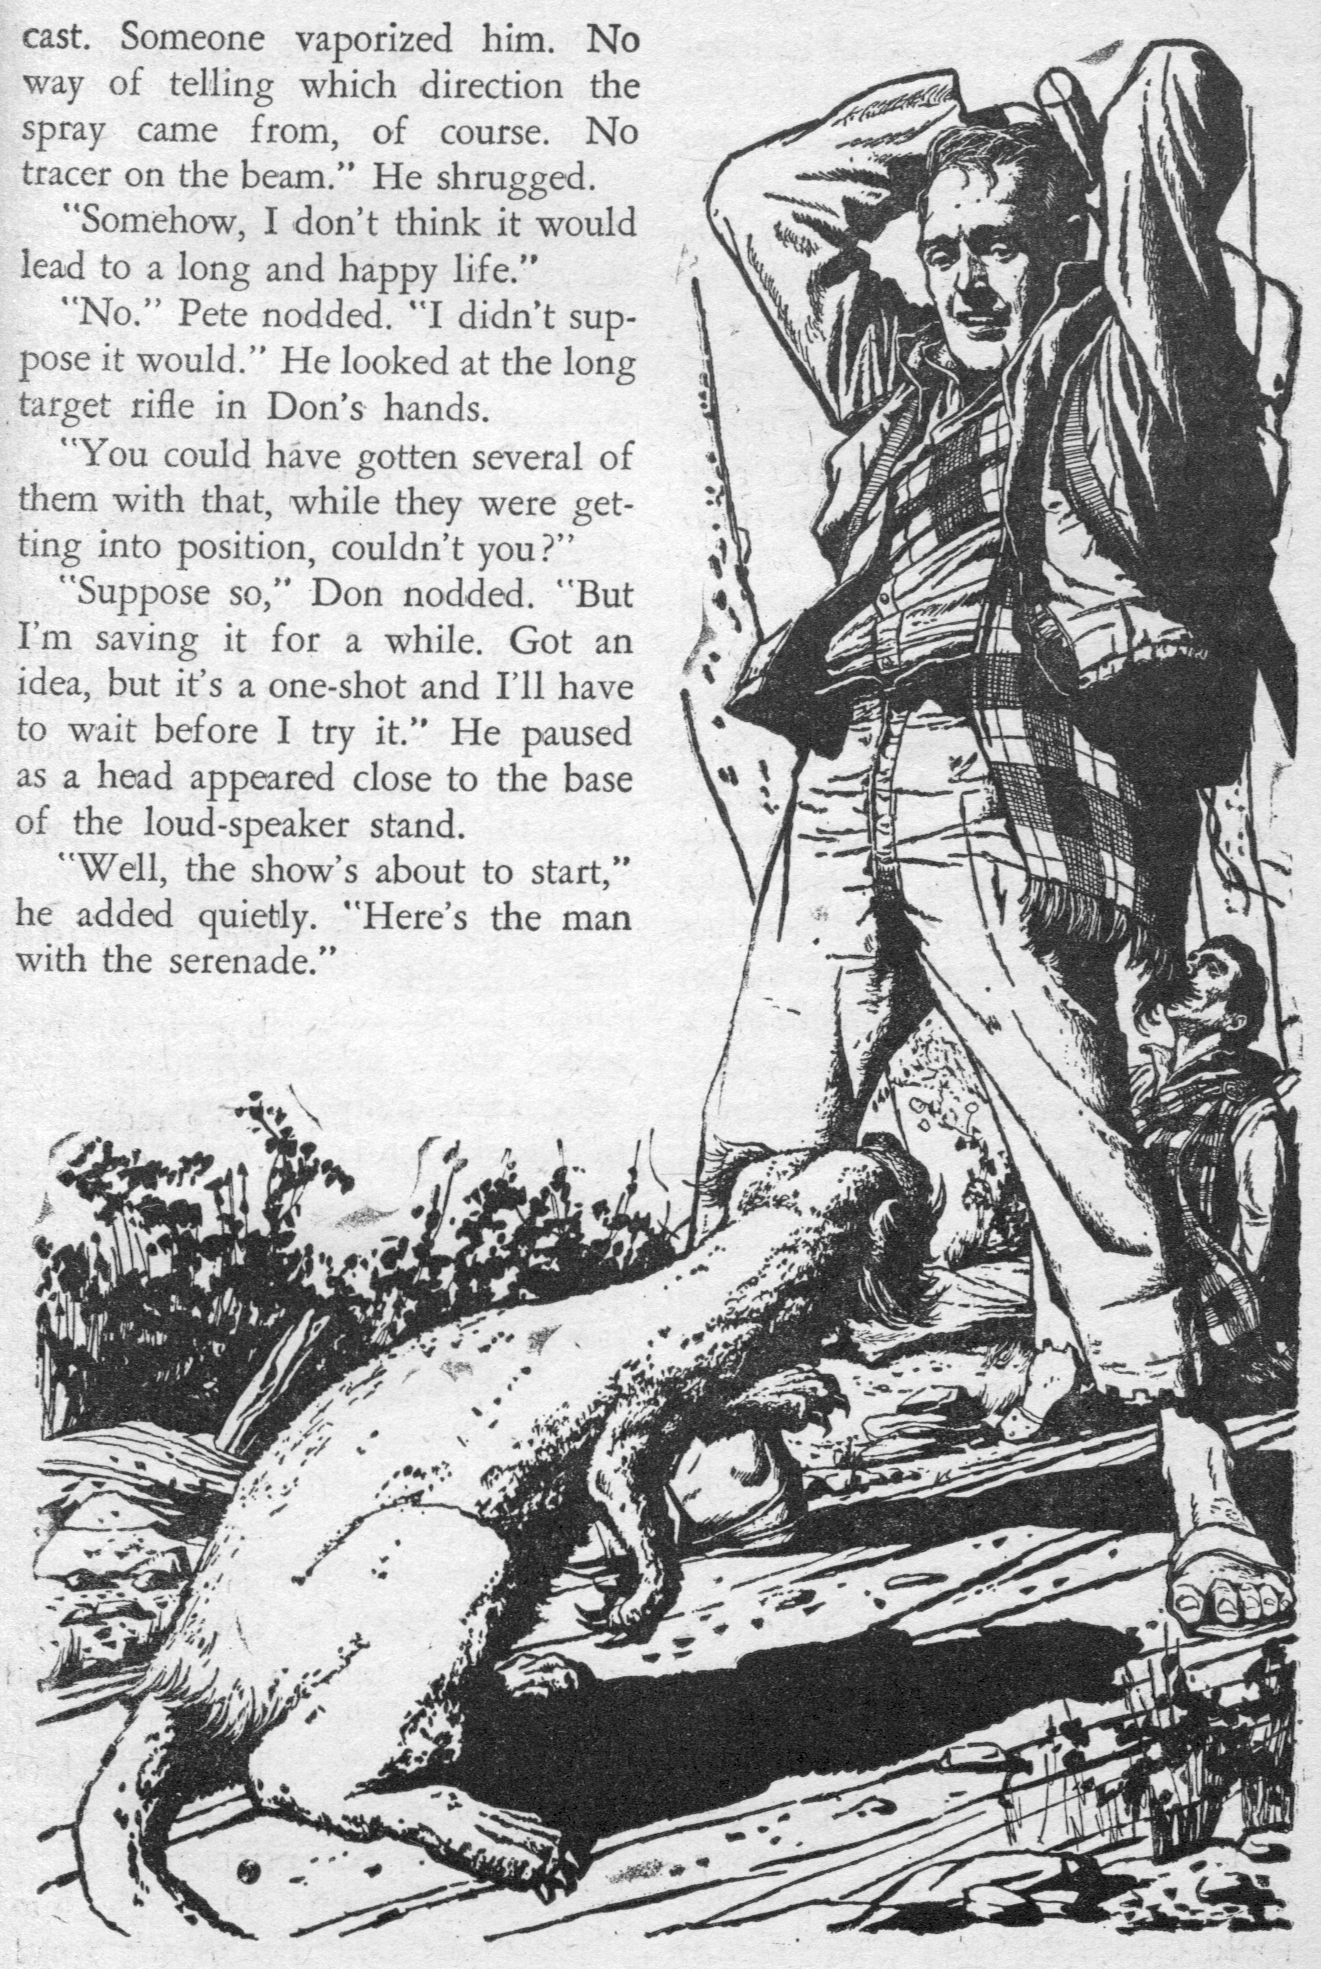 cast. Someone vaporized him. No
way of telling which direction the
spray came from, of course. No
tracer on the beam.” He shrugged.
“Somehow, I don't think it would
lead to a long and happy life.”
“No.” Pete nodded. “I didn't sup-
pose it would.” He looked at the long
target rifle in Don's hands.
“You could have gotten several of
them with that, while they were get-
ting into position, couldn't you?”
“Suppose so,” Don nodded. “But
I'm saving it for a while. Got an
idea, but it's a one-shot and I'll have
to wait before I try it.” He paused
as a head appeared close to the base
of the loud-speaker stand.
“Well, the show's about to start,”
he added quietly. “Here's the man
with the serenade.”